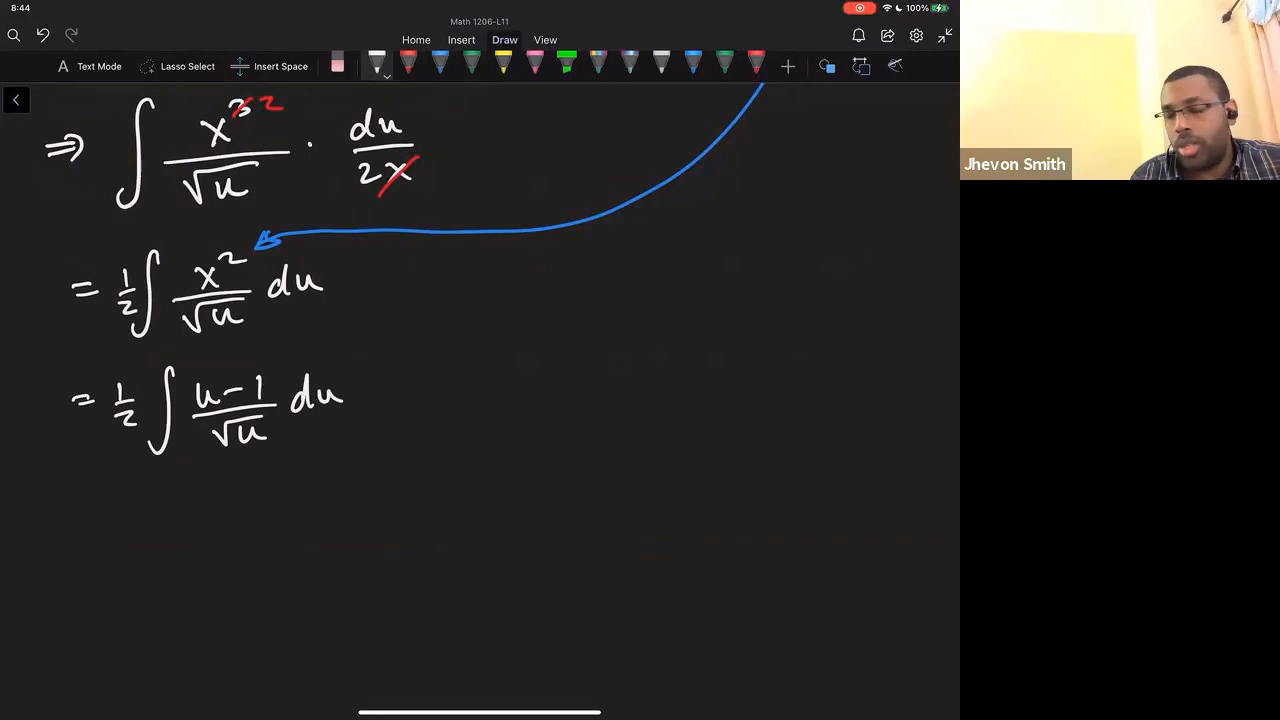 8:44
100%
Math 1206-L11
Home Insert Draw View
Text Mode Lasso Select Insert Space
⇒ ∫ x^3 2 / √u · du / 2x
= 1/2 ∫ x^2 / √u du
= 1/2 ∫ u - 1 / √u du
Jhevon Smith